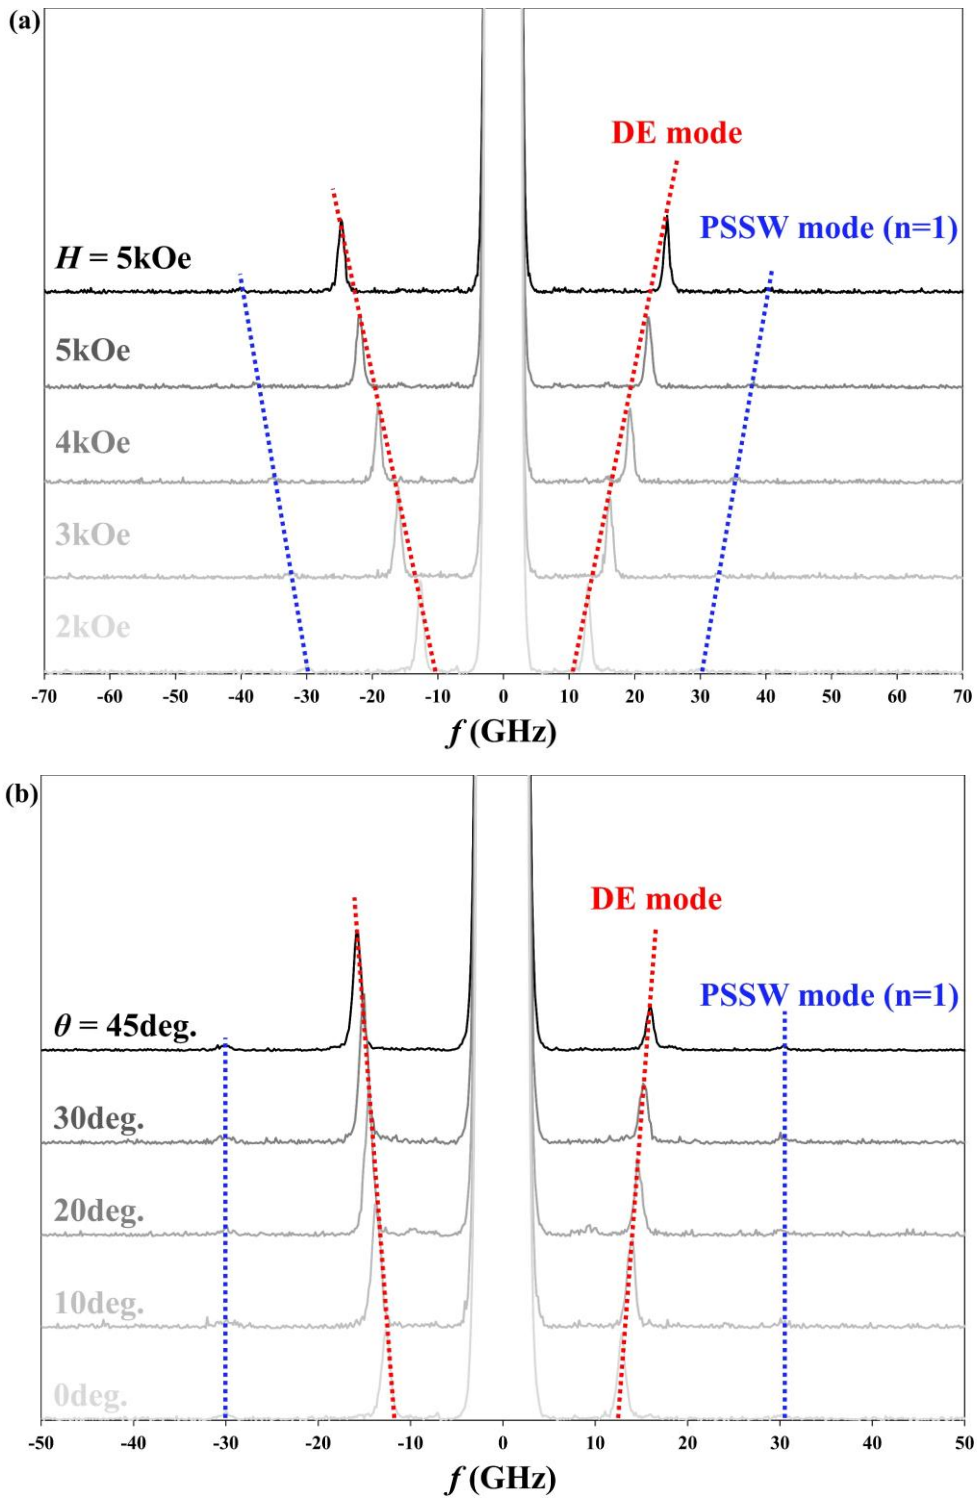 (a)
DE mode
PSSW mode (n=1)
H = 5kOe
5kOe
4kOe
3kOe
2kOe
-70 -60 -50 -40 -30 -20 -10 0 10 20 30 40 50 60 70
f (GHz)
(b)
DE mode
PSSW mode (n=1)
θ = 45deg.
30deg.
20deg.
10deg.
0deg.
-50 -40 -30 -20 -10 0 10 20 30 40 50
f (GHz)